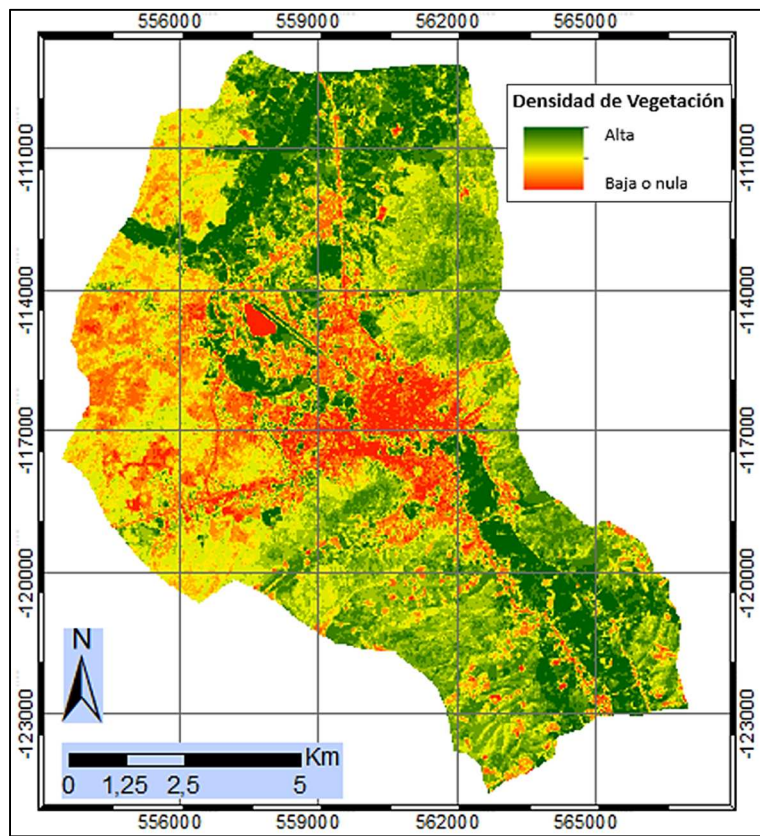 556000 559000 562000 565000
Densidad de Vegetación
Alta
Baja o nula
-111000 -111000
-114000 -114000
-117000 -117000
-120000 -120000
-123000 -123000
N
Km
0 1,25 2,5 5
556000 559000 562000 565000